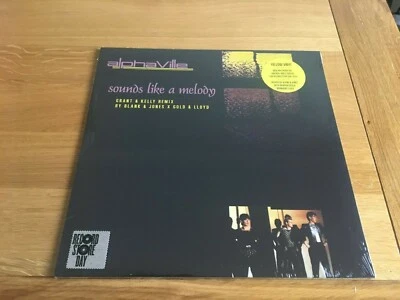 alphaville
sounds like a melody
GRANT & KELLY REMIX
BY BLANK & JONES X GOLD & LLOYD
RECORD
STORE
DAY